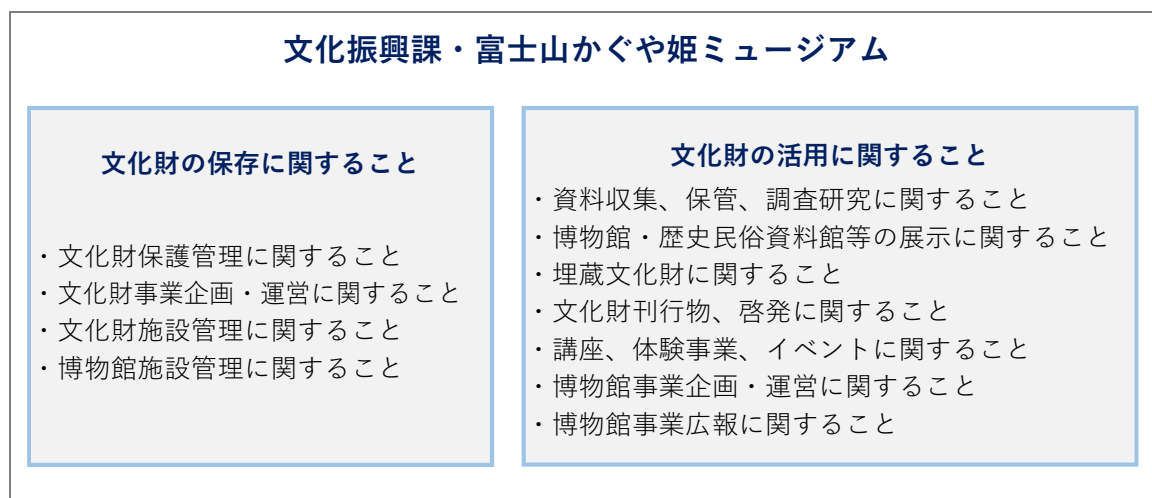 文化振興課・富士山かぐや姫ミュージアム
文化財の保存に関すること
・文化財保護管理に関すること
・文化財事業企画・運営に関すること
・文化財施設管理に関すること
・博物館施設管理に関すること
文化財の活用に関すること
・資料収集、保管、調査研究に関すること
・博物館・歴史民俗資料館等の展示に関すること
・埋蔵文化財に関すること
・文化財刊行物、啓発に関すること
・講座、体験事業、イベントに関すること
・博物館事業企画・運営に関すること
・博物館事業広報に関すること